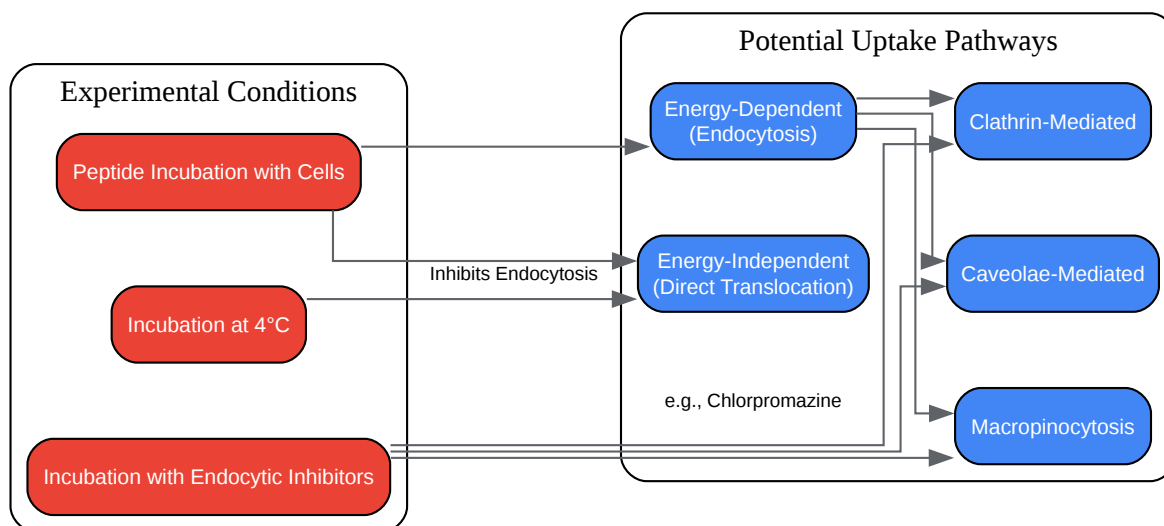 Experimental Conditions
Peptide Incubation with Cells
Incubation at 4°C
Incubation with Endocytic Inhibitors
Inhibits Endocytosis
e.g., Chlorpromazine
Potential Uptake Pathways
Energy-Dependent
(Endocytosis)
Energy-Independent
(Direct Translocation)
Clathrin-Mediated
Caveolae-Mediated
Macropinocytosis